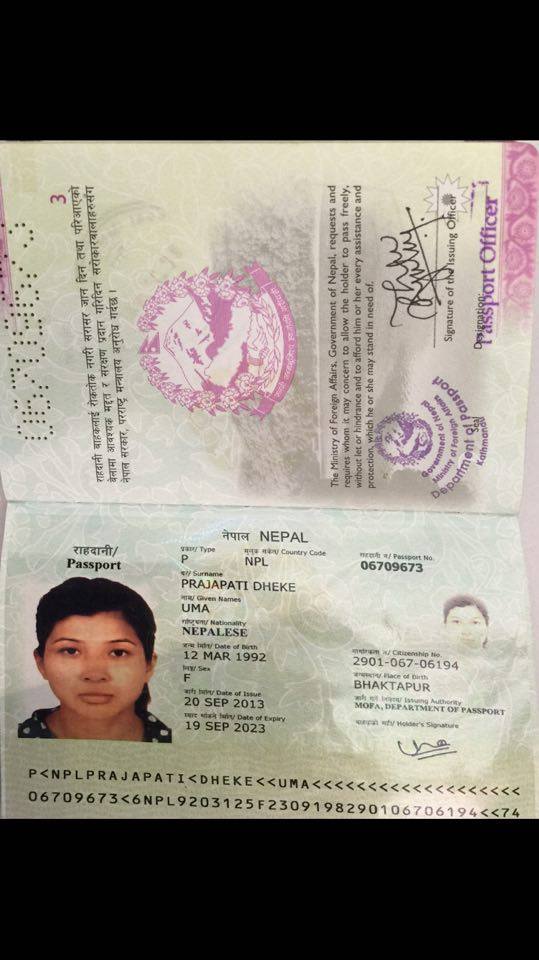 3
राहदानी बाहकलाई रोकतोक नगरी सरासर जान दिन तथा परिआएको
बेलामा आवश्यक मद्दत र संरक्षण प्रदान गरिदिन सरोकारवालाहरुसँग
नेपाल सरकार, परराष्ट्र मन्त्रालय अनुरोध गर्दछ ।
The Ministry of Foreign Affairs, Government of Nepal, requests and
requires whom it may concern to allow the holder to pass freely,
without let or hindrance and to afford him or her every assistance and
protection, which he or she may stand in need of.
Signature of the Issuing Officer
Designation:
Passport Officer
Government of Nepal
Ministry of Foreign Affairs
Department of Passport
Seal
Kathmandu
नेपाल NEPAL
राहदानी/
Passport
प्रकार/ Type
P
मुलुक संकेत/ Country Code
NPL
राहदानी नं/ Passport No.
06709673
थर/ Surname
PRAJAPATI DHEKE
नाम/ Given Names
UMA
राष्ट्रियता/ Nationality
NEPALESE
जन्म मिति/ Date of Birth
12 MAR 1992
नागरिकता नं/ Citizenship No.
2901-067-06194
लिङ्ग/ Sex
F
जन्मस्थान/ Place of Birth
BHAKTAPUR
जारी मिति/ Date of Issue
20 SEP 2013
जारी गर्ने निकाय/ Issuing Authority
MOFA, DEPARTMENT OF PASSPORT
म्याद सकिने मिति/ Date of Expiry
19 SEP 2023
वाहकको सही/ Holder's Signature
Uma
P<NPLPRAJAPATI<DHEKE<<UMA<<<<<<<<<<<<<<<<<<<
06709673<6NPL9203125F2309198290106706194<<74